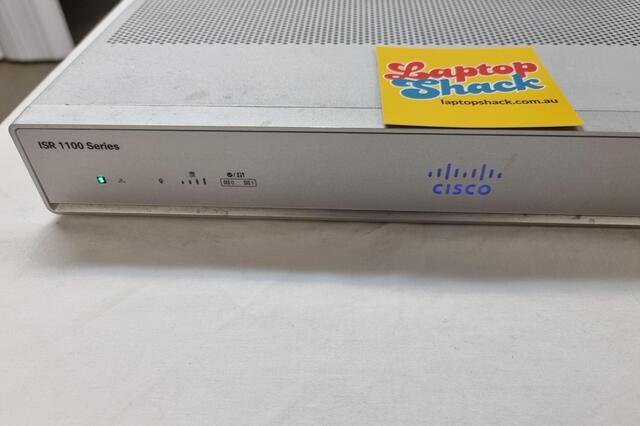 Laptop
Shack
laptopshack.com.au
ISR 1100 Series
CISCO